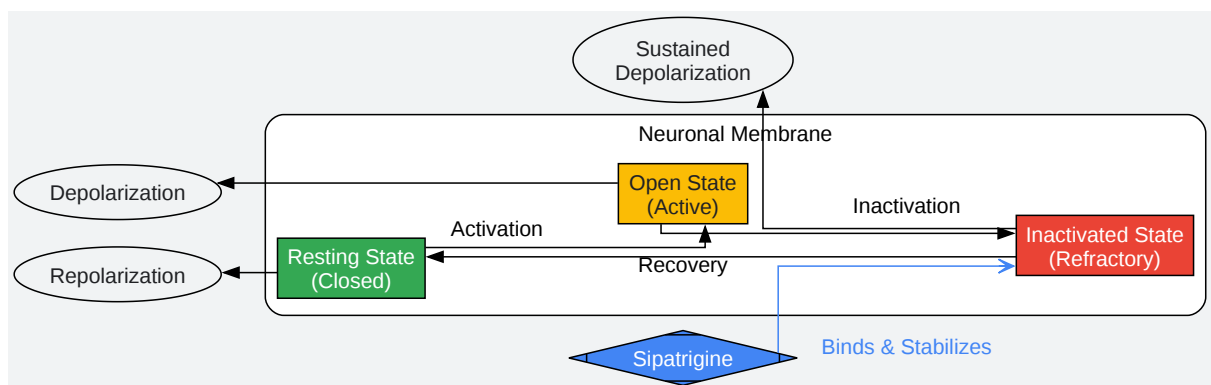 Sustained
Depolarization
Neuronal Membrane
Depolarization
Open State
(Active)
Activation
Inactivation
Repolarization
Resting State
(Closed)
Recovery
Inactivated State
(Refractory)
Sipatrigine
Binds & Stabilizes